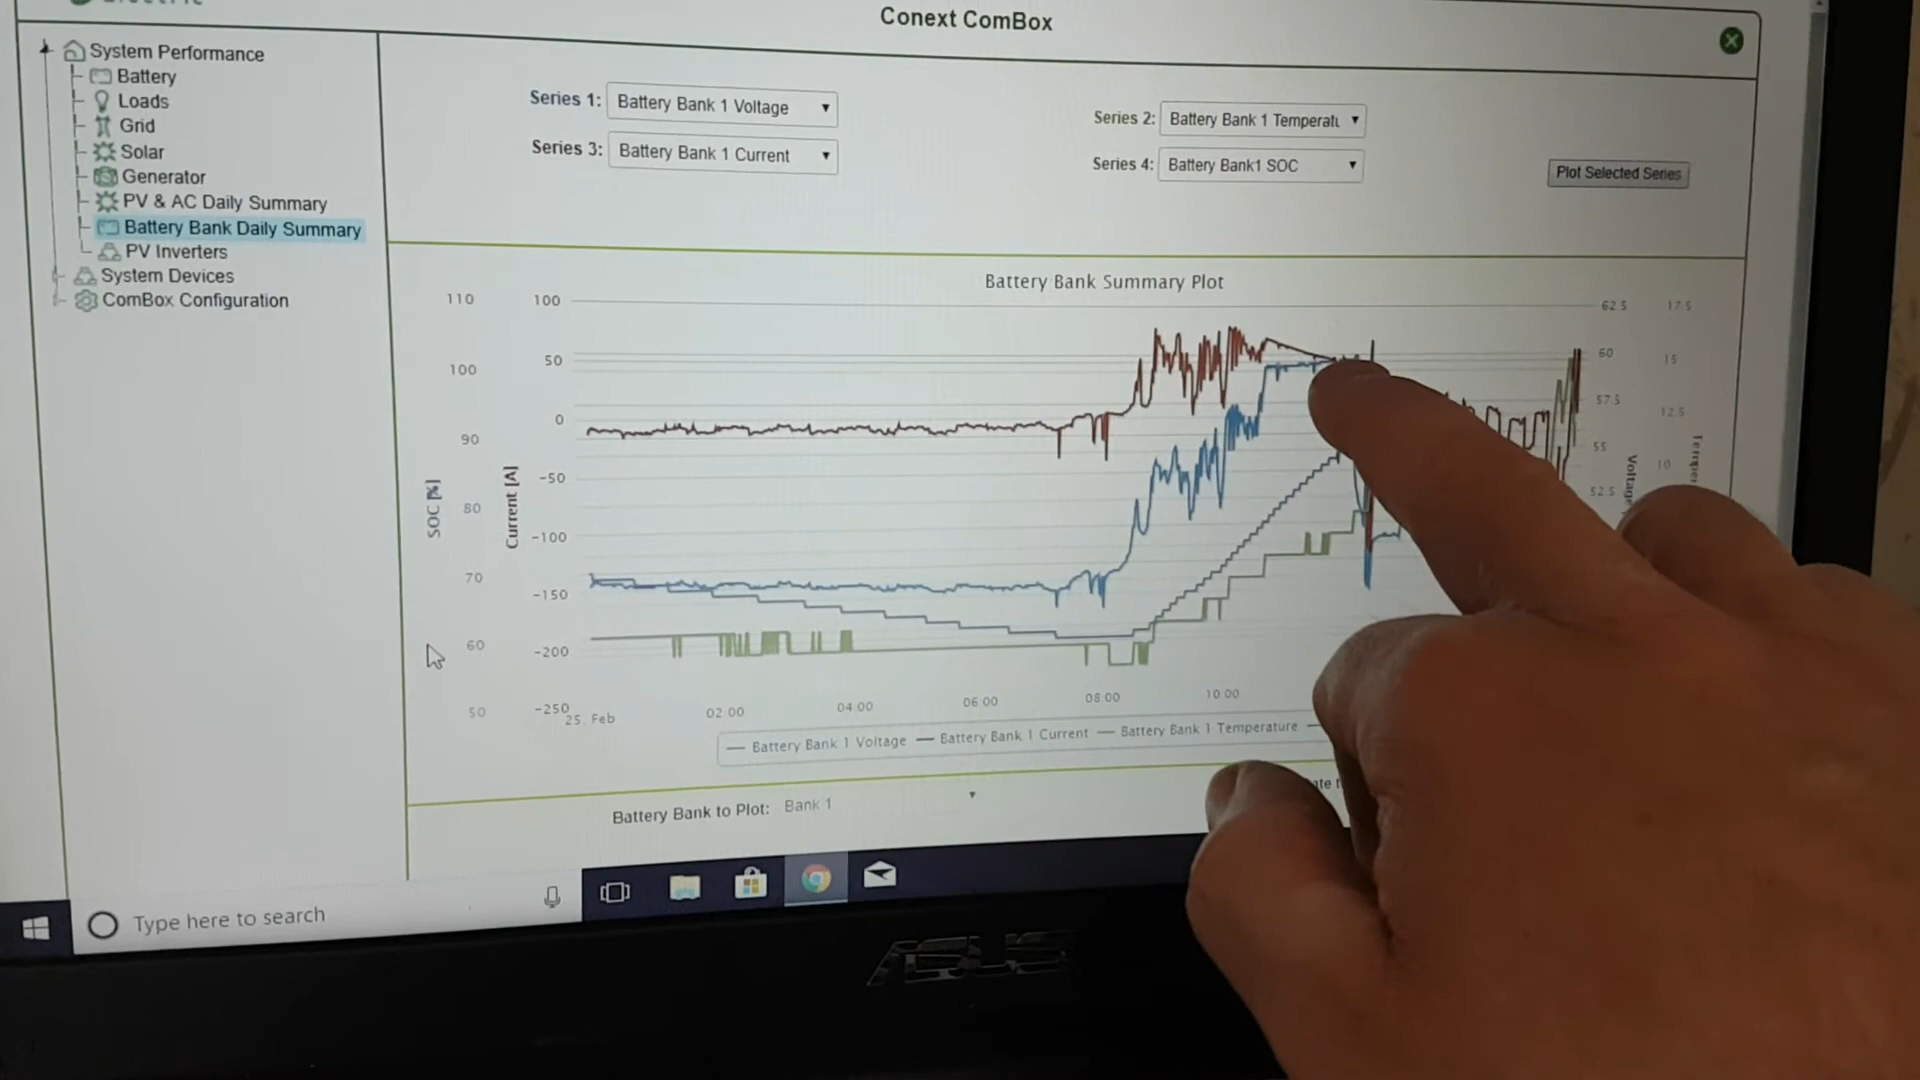 Conext ComBox
System Performance
Battery
Loads
Grid
Solar
Generator
PV & AC Daily Summary
Battery Bank Daily Summary
PV Inverters
System Devices
ComBox Configuration
Series 1: Battery Bank 1 Voltage
Series 2: Battery Bank 1 Temperatu
Series 3: Battery Bank 1 Current
Series 4: Battery Bank1 SOC
Plot Selected Series
Battery Bank Summary Plot
110 100 62.5 17.5
100 50 60 15
90 0 57.5 12.5
80 -50 55 10
70 -100 52.5
60 -150
50 -200
-250
SOC [%]
Current [A]
Voltag
Tempe
25. Feb 02:00 04:00 06:00 08:00 10:00
Battery Bank 1 Voltage Battery Bank 1 Current Battery Bank 1 Temperature
Battery Bank to Plot: Bank 1
Type here to search
ASUS